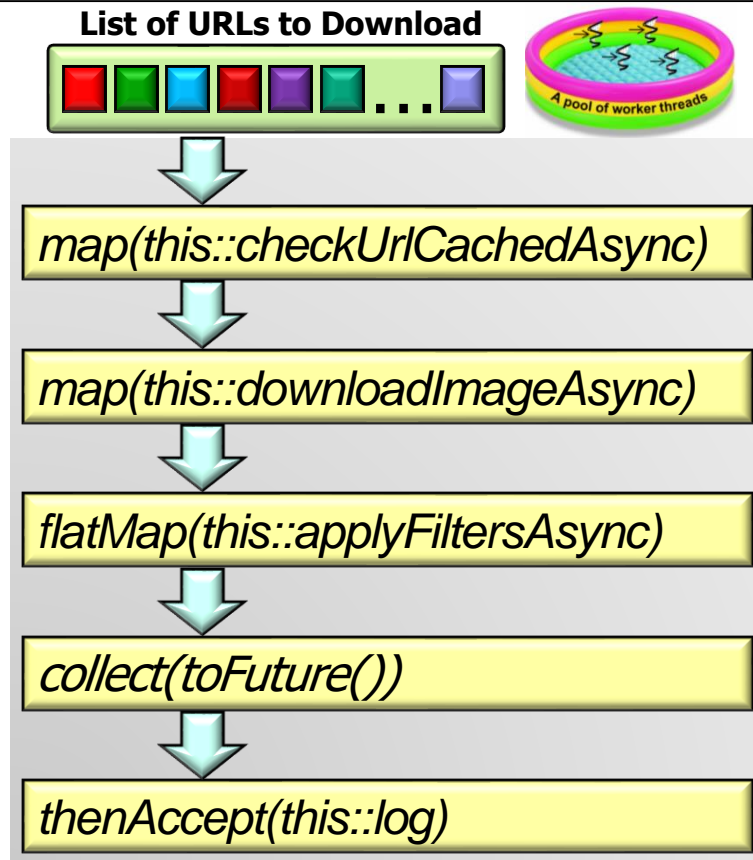 List of URLs to Download
...
A pool of worker threads
map(this::checkUrlCachedAsync)
map(this::downloadImageAsync)
flatMap(this::applyFiltersAsync)
collect(toFuture())
thenAccept(this::log)